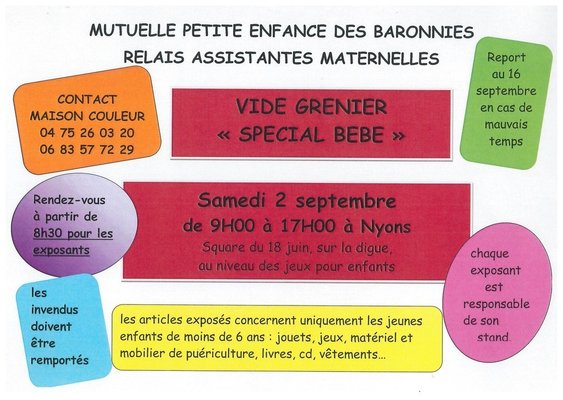 MUTUELLE PETITE ENFANCE DES BARONNIES
RELAIS ASSISTANTES MATERNELLES
CONTACT
MAISON COULEUR
04 75 26 03 20
06 83 57 72 29
VIDE GRENIER
« SPECIAL BEBE »
Report
au 16
septembre
en cas de
mauvais
temps
Rendez-vous
à partir de
8h30 pour les
exposants
Samedi 2 septembre
de 9H00 à 17H00 à Nyons
Square du 18 juin, sur la digue,
au niveau des jeux pour enfants
chaque
exposant
est
responsable
de son
stand.
les
invendus
doivent
être
remportés
les articles exposés concernent uniquement les jeunes
enfants de moins de 6 ans : jouets, jeux, matériel et
mobilier de puériculture, livres, cd, vêtements...